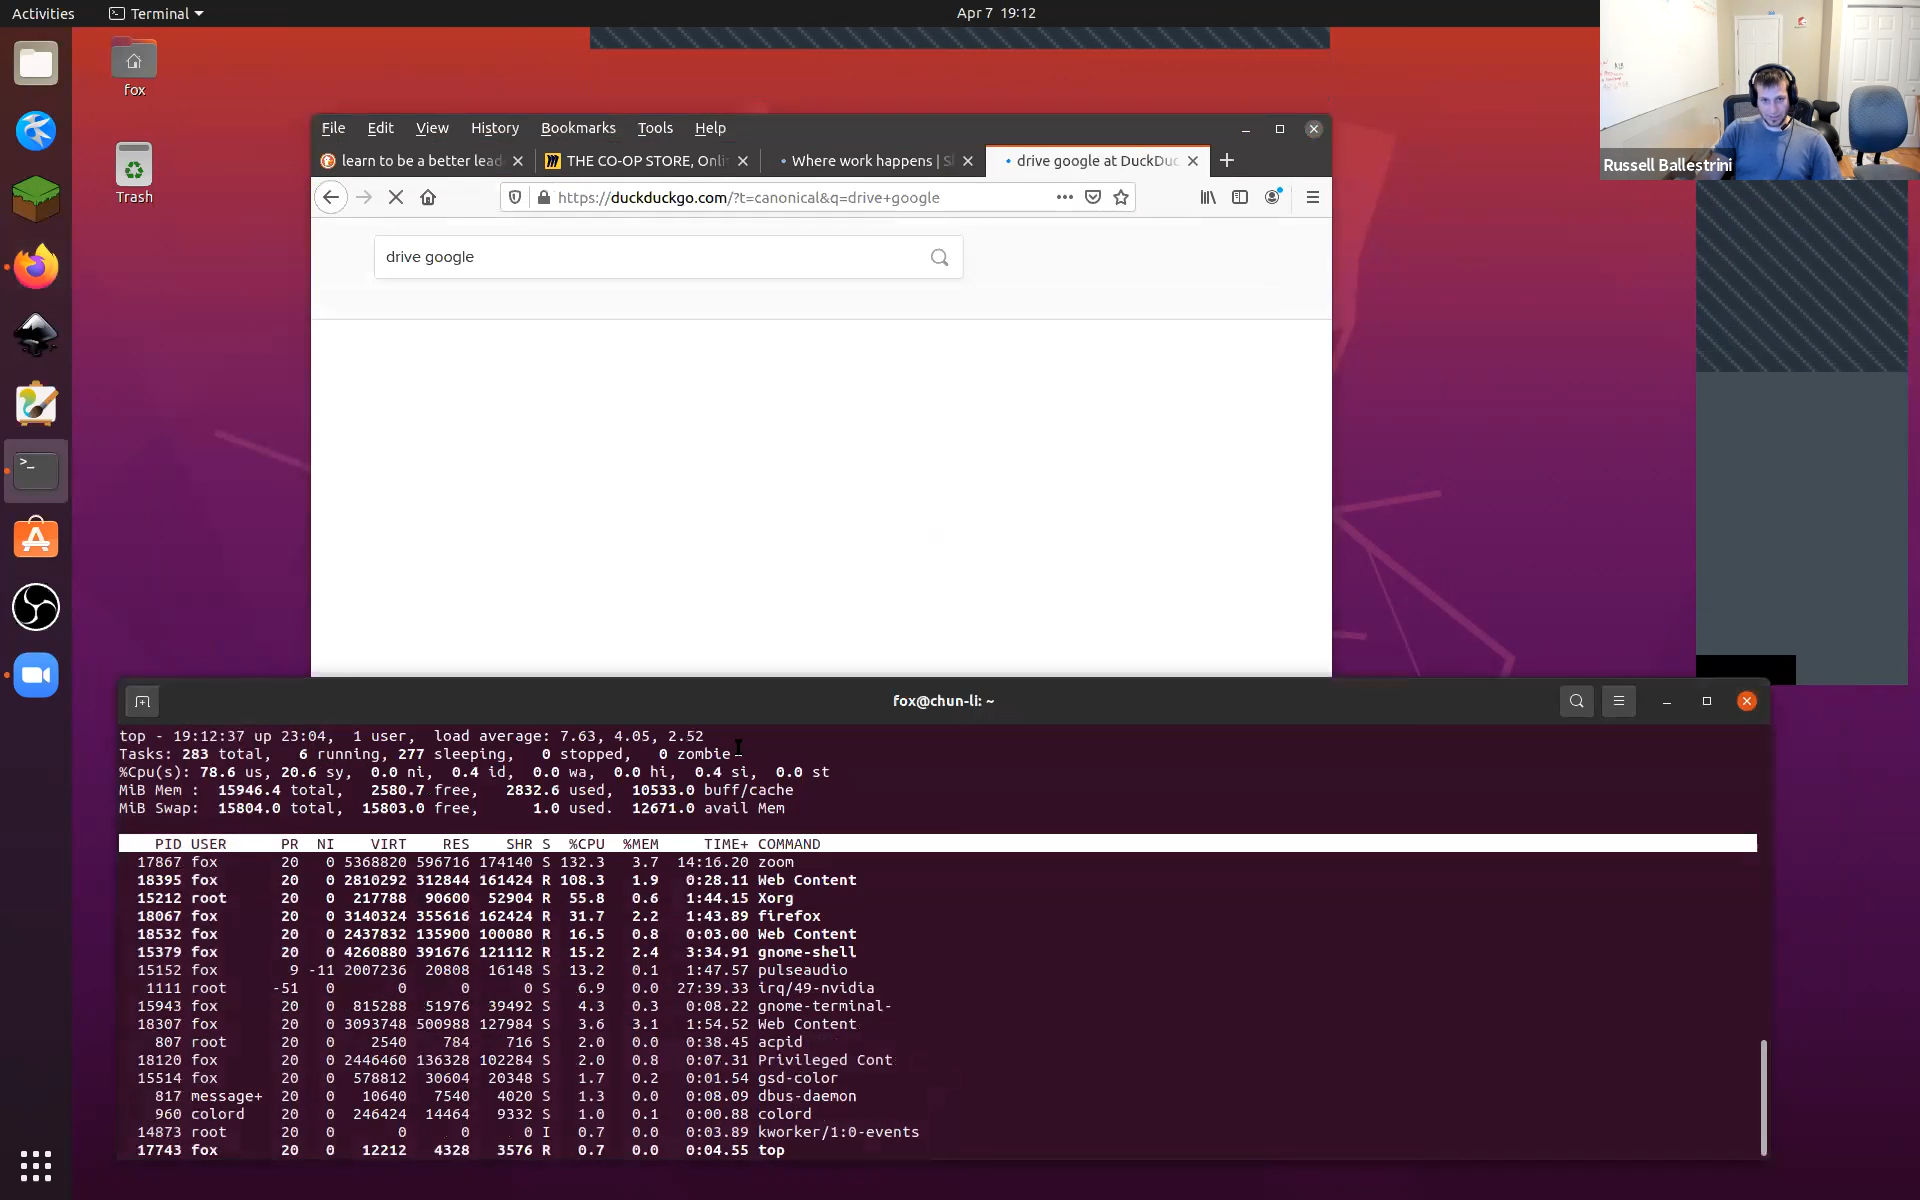 Activities
Terminal
Apr 7 19:12
fox
Trash
Russell Ballestrini
File Edit View History Bookmarks Tools Help
learn to be a better lead
THE CO-OP STORE, Onli
Where work happens | S
drive google at DuckDuc
https://duckduckgo.com/?t=canonical&q=drive+google
drive google
fox@chun-li: ~
top - 19:12:37 up 23:04, 1 user, load average: 7.63, 4.05, 2.52
Tasks: 283 total, 6 running, 277 sleeping, 0 stopped, 0 zombie
%Cpu(s): 78.6 us, 20.6 sy, 0.0 ni, 0.4 id, 0.0 wa, 0.0 hi, 0.4 si, 0.0 st
MiB Mem : 15946.4 total, 2580.7 free, 2832.6 used, 10533.0 buff/cache
MiB Swap: 15804.0 total, 15803.0 free, 1.0 used. 12671.0 avail Mem
PID USER PR NI VIRT RES SHR S %CPU %MEM TIME+ COMMAND
17867 fox 20 0 5368820 596716 174140 S 132.3 3.7 14:16.20 zoom
18395 fox 20 0 2810292 312844 161424 R 108.3 1.9 0:28.11 Web Content
15212 root 20 0 217788 90600 52904 R 55.8 0.6 1:44.15 Xorg
18067 fox 20 0 3140324 355616 162424 R 31.7 2.2 1:43.89 firefox
18532 fox 20 0 2437832 135900 100080 R 16.5 0.8 0:03.00 Web Content
15379 fox 20 0 4260880 391676 121112 R 15.2 2.4 3:34.91 gnome-shell
15152 fox 9 -11 2007236 20808 16148 S 13.2 0.1 1:47.57 pulseaudio
1111 root -51 0 0 0 0 S 6.9 0.0 27:39.33 irq/49-nvidia
15943 fox 20 0 815288 51976 39492 S 4.3 0.3 0:08.22 gnome-terminal-
18307 fox 20 0 3093748 500988 127984 S 3.6 3.1 1:54.52 Web Content
807 root 20 0 2540 784 716 S 2.0 0.0 0:38.45 acpid
18120 fox 20 0 2446460 136328 102284 S 2.0 0.8 0:07.31 Privileged Cont
15514 fox 20 0 578812 30604 20348 S 1.7 0.2 0:01.54 gsd-color
817 message+ 20 0 10640 7540 4020 S 1.3 0.0 0:08.09 dbus-daemon
960 colord 20 0 246424 14464 9332 S 1.0 0.1 0:00.88 colord
14873 root 20 0 0 0 0 I 0.7 0.0 0:03.89 kworker/1:0-events
17743 fox 20 0 12212 4328 3576 R 0.7 0.0 0:04.55 top